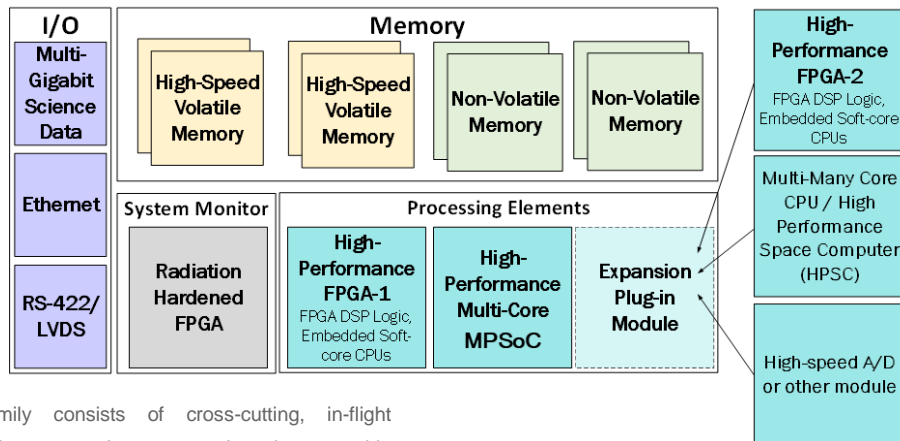 I/O
Multi-
Gigabit
Science
Data
Ethernet
RS-422/
LVDS
Memory
High-Speed
Volatile
Memory
High-Speed
Volatile
Memory
Non-Volatile
Memory
Non-Volatile
Memory
System Monitor
Radiation
Hardened
FPGA
Processing Elements
High-
Performance
FPGA-1
FPGA DSP Logic,
Embedded Soft-
core CPUs
High-
Performance
Multi-Core
MPSoC
Expansion
Plug-in
Module
High-
Performance
FPGA-2
FPGA DSP Logic,
Embedded Soft-core
CPUs
Multi-Many Core
CPU / High
Performance
Space Computer
(HPSC)
High-speed A/D
or other module
mily consists of cross-cutting, in-flight